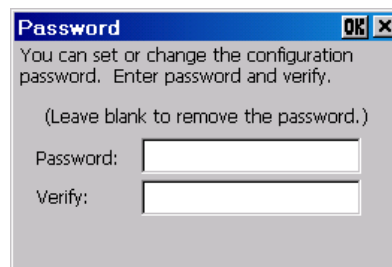 Password OK ×
You can set or change the configuration
password. Enter password and verify.
(Leave blank to remove the password.)
Password:
Verify: